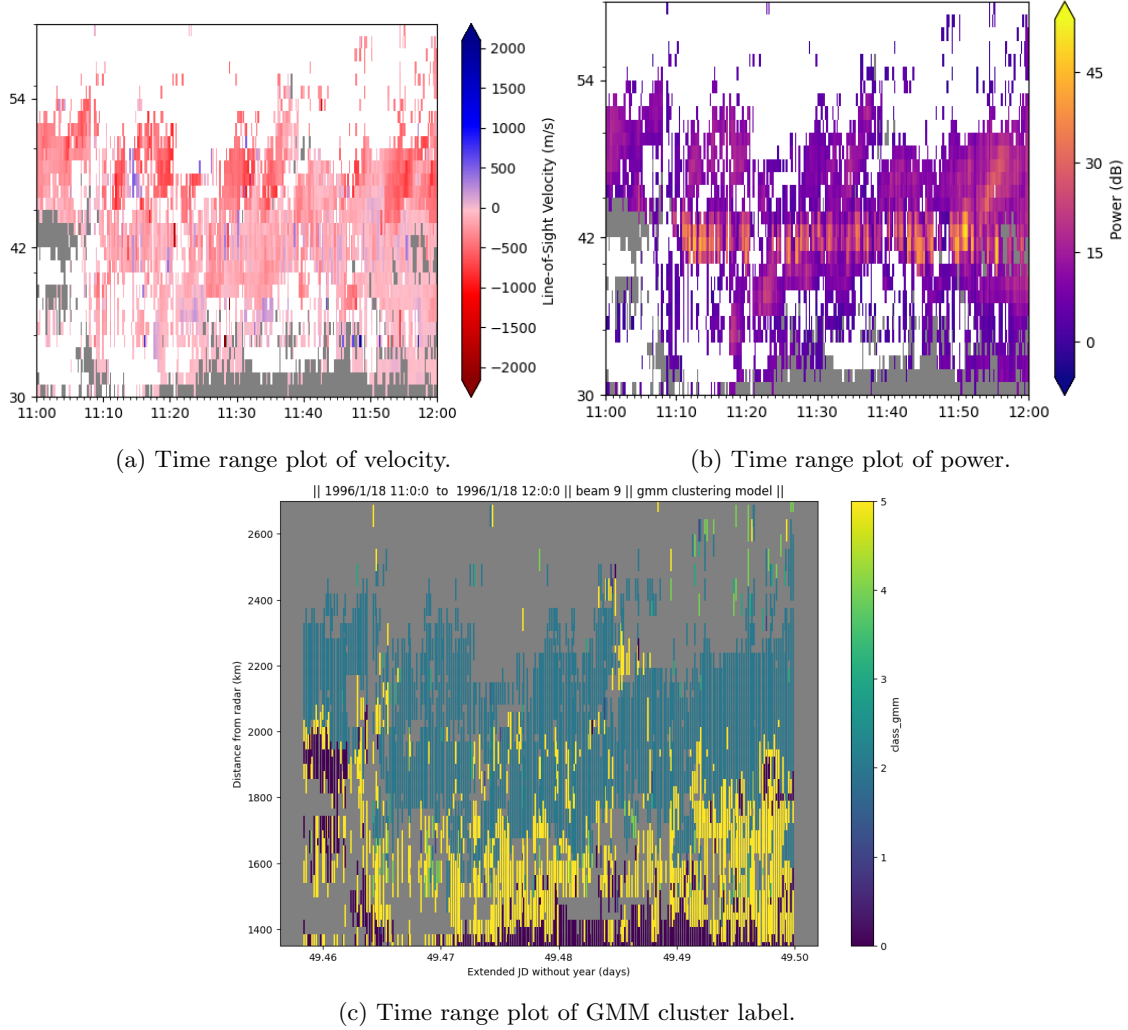 54
42
30
11:00 11:10 11:20 11:30 11:40 11:50 12:00
2000
1500
1000
500
0
−500
−1000
−1500
−2000
Line-of-Sight Velocity (m/s)
54
42
30
11:00 11:10 11:20 11:30 11:40 11:50 12:00
45
30
15
0
Power (dB)
(a) Time range plot of velocity.
(b) Time range plot of power.
|| 1996/1/18 11:0:0 to 1996/1/18 12:0:0 || beam 9 || gmm clustering model ||
2600
2400
2200
2000
1800
1600
1400
Distance from radar (km)
49.46 49.47 49.48 49.49 49.50
Extended JD without year (days)
5
4
3
2
1
0
class_gmm
(c) Time range plot of GMM cluster label.